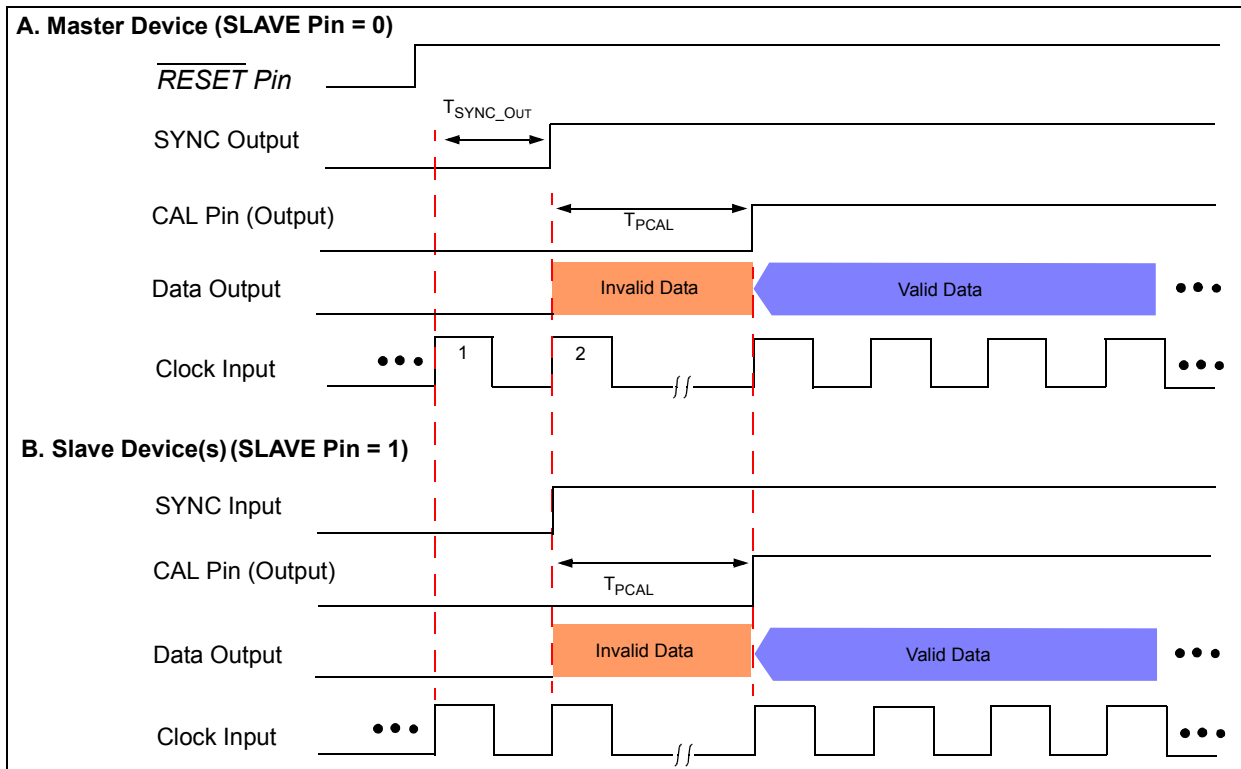 A. Master Device (SLAVE Pin = 0)
RESET Pin
TSYNC_OUT
SYNC Output
CAL Pin (Output)
TPCAL
Data Output
Invalid Data
Valid Data
•••
Clock Input
•••
1
2
•••
B. Slave Device(s) (SLAVE Pin = 1)
SYNC Input
CAL Pin (Output)
TPCAL
Data Output
Invalid Data
Valid Data
•••
Clock Input
•••
•••